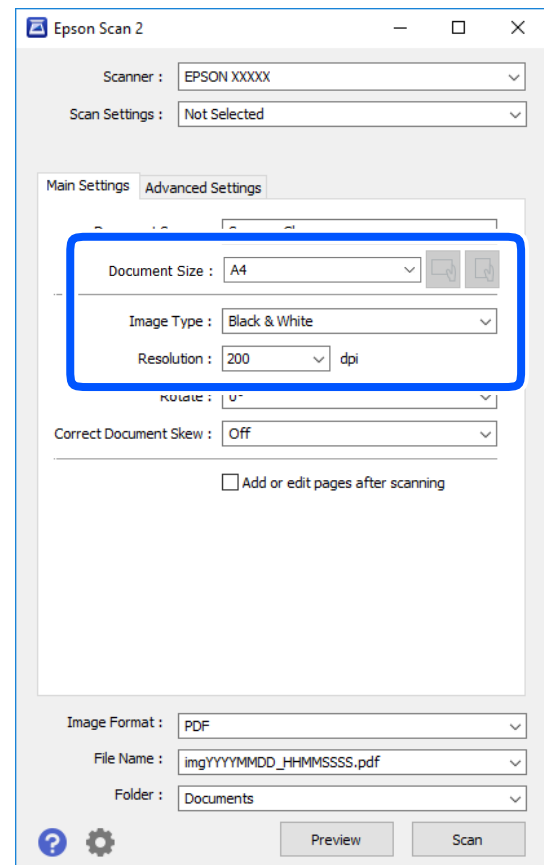 Epson Scan 2
Scanner : EPSON XXXXX
Scan Settings : Not Selected
Main Settings Advanced Settings
Document Size : A4
Image Type : Black & White
Resolution : 200 dpi
Rotate : 0°
Correct Document Skew : Off
Add or edit pages after scanning
Image Format : PDF
File Name : imgYYYYMMDD_HHMMSSSS.pdf
Folder : Documents
Preview Scan